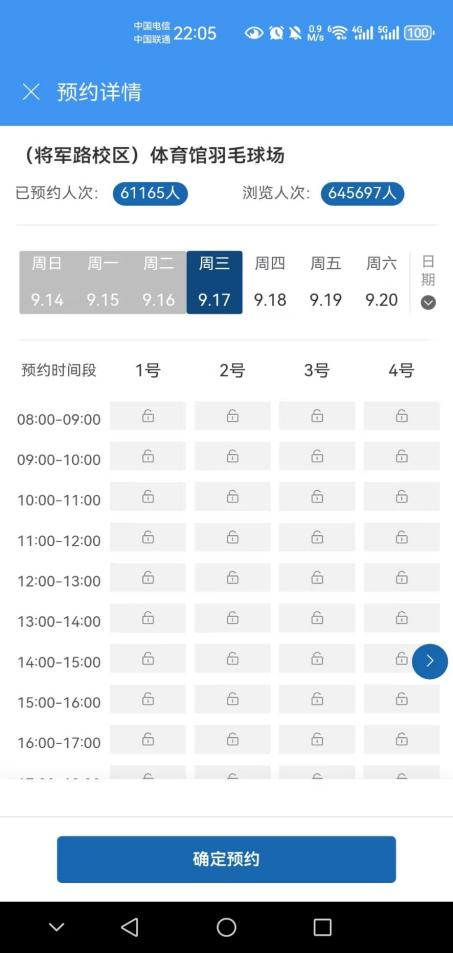 中国电信
中国联通
22:05
0.9 M/s 6 4G 5G 100
预约详情
（将军路校区）体育馆羽毛球场
已预约人次： 61165人 浏览人次： 645697人
周日 周一 周二 周三 周四 周五 周六 日期
9.14 9.15 9.16 9.17 9.18 9.19 9.20
预约时间段 1号 2号 3号 4号
08:00-09:00
09:00-10:00
10:00-11:00
11:00-12:00
12:00-13:00
13:00-14:00
14:00-15:00
15:00-16:00
16:00-17:00
确定预约